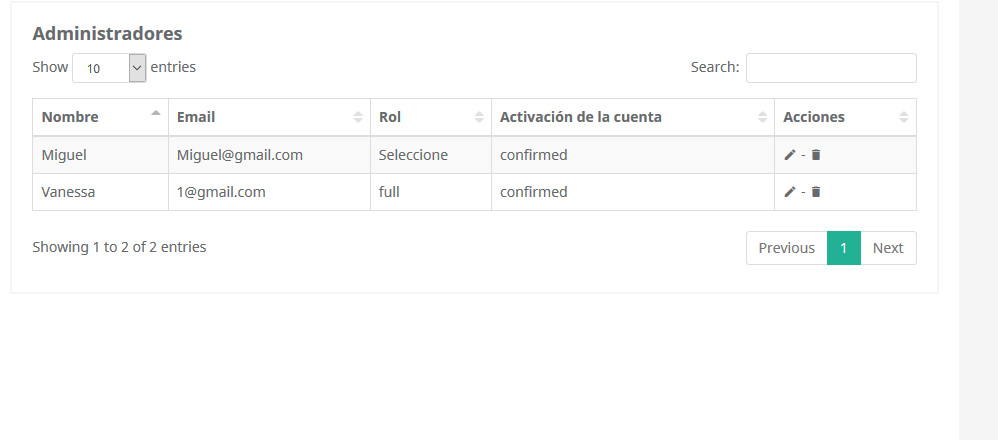 Administradores
Show 10 entries Search:
Nombre Email Rol Activación de la cuenta Acciones
Miguel Miguel@gmail.com Seleccione confirmed -
Vanessa 1@gmail.com full confirmed -
Showing 1 to 2 of 2 entries Previous 1 Next